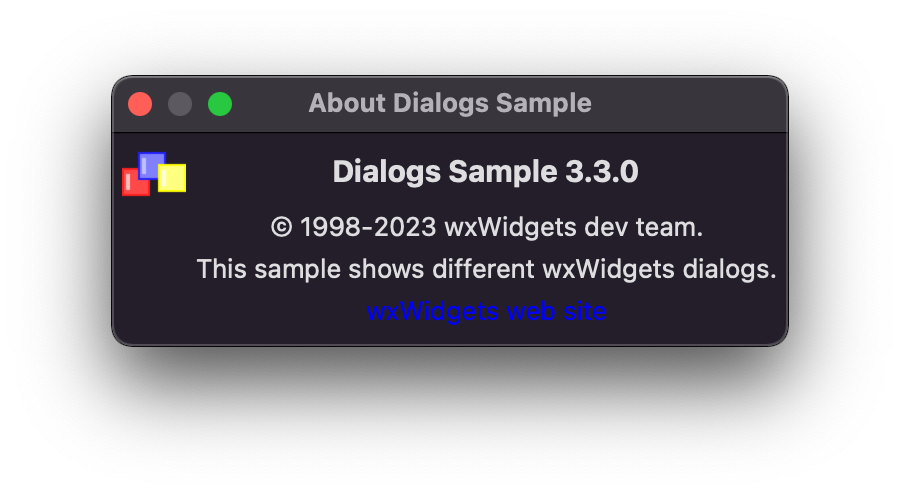 About Dialogs Sample
Dialogs Sample 3.3.0
© 1998-2023 wxWidgets dev team.
This sample shows different wxWidgets dialogs.
wxWidgets web site